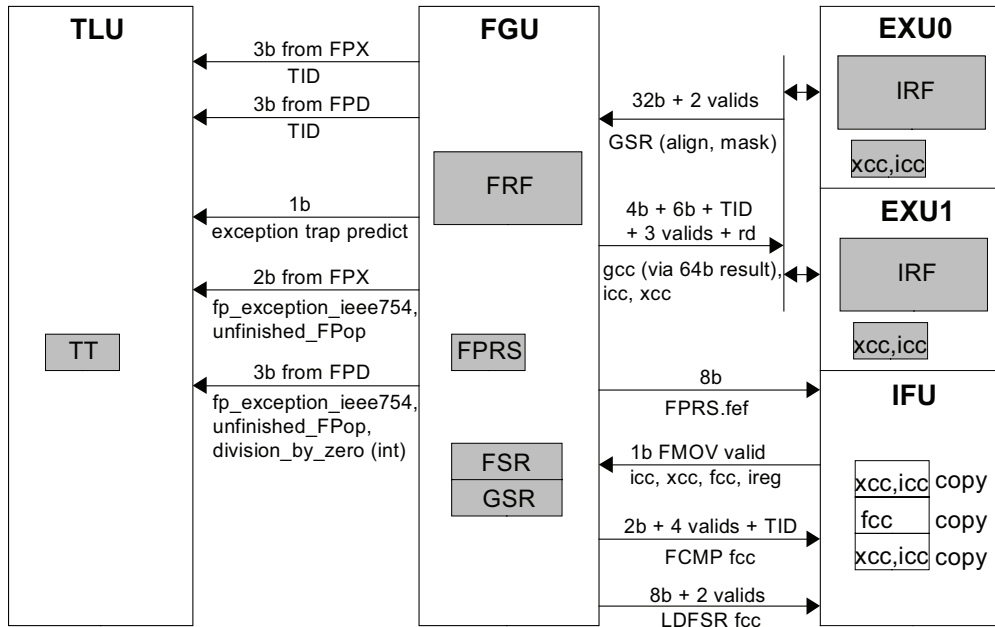 TLU
FGU
EXU0
3b from FPX
TID
3b from FPD
TID
1b
exception trap predict
2b from FPX
fp_exception_ieee754,
unfinished_FPop
3b from FPD
fp_exception_ieee754,
unfinished_FPop,
division_by_zero (int)
TT
FRF
FPRS
FSR
GSR
32b + 2 valids
GSR (align, mask)
4b + 6b + TID
+ 3 valids + rd
gcc (via 64b result),
icc, xcc
8b
FPRS.fef
1b FMOV valid
icc, xcc, fcc, ireg
2b + 4 valids + TID
FCMP fcc
8b + 2 valids
LDFSR fcc
IRF
xcc,icc
EXU1
IRF
xcc,icc
IFU
xcc,icc copy
fcc copy
xcc,icc copy